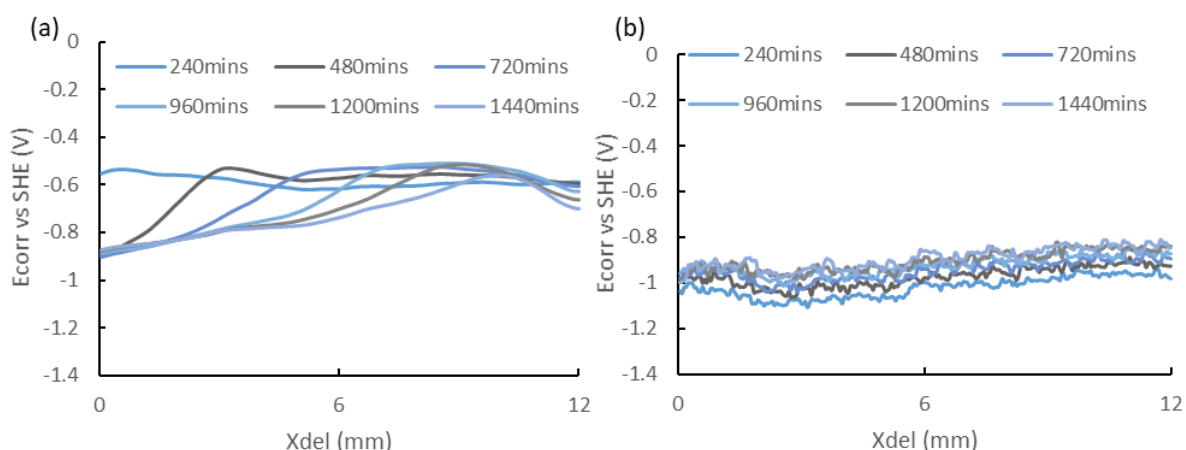 (a)
0
-0.2
-0.4
-0.6
-0.8
-1
-1.2
-1.4
Ecorr vs SHE (V)
240mins 480mins 720mins
960mins 1200mins 1440mins
0 6 12
Xdel (mm)
(b)
0
-0.2
-0.4
-0.6
-0.8
-1
-1.2
-1.4
Ecorr vs SHE (V)
240mins 480mins 720mins
960mins 1200mins 1440mins
0 6 12
Xdel (mm)